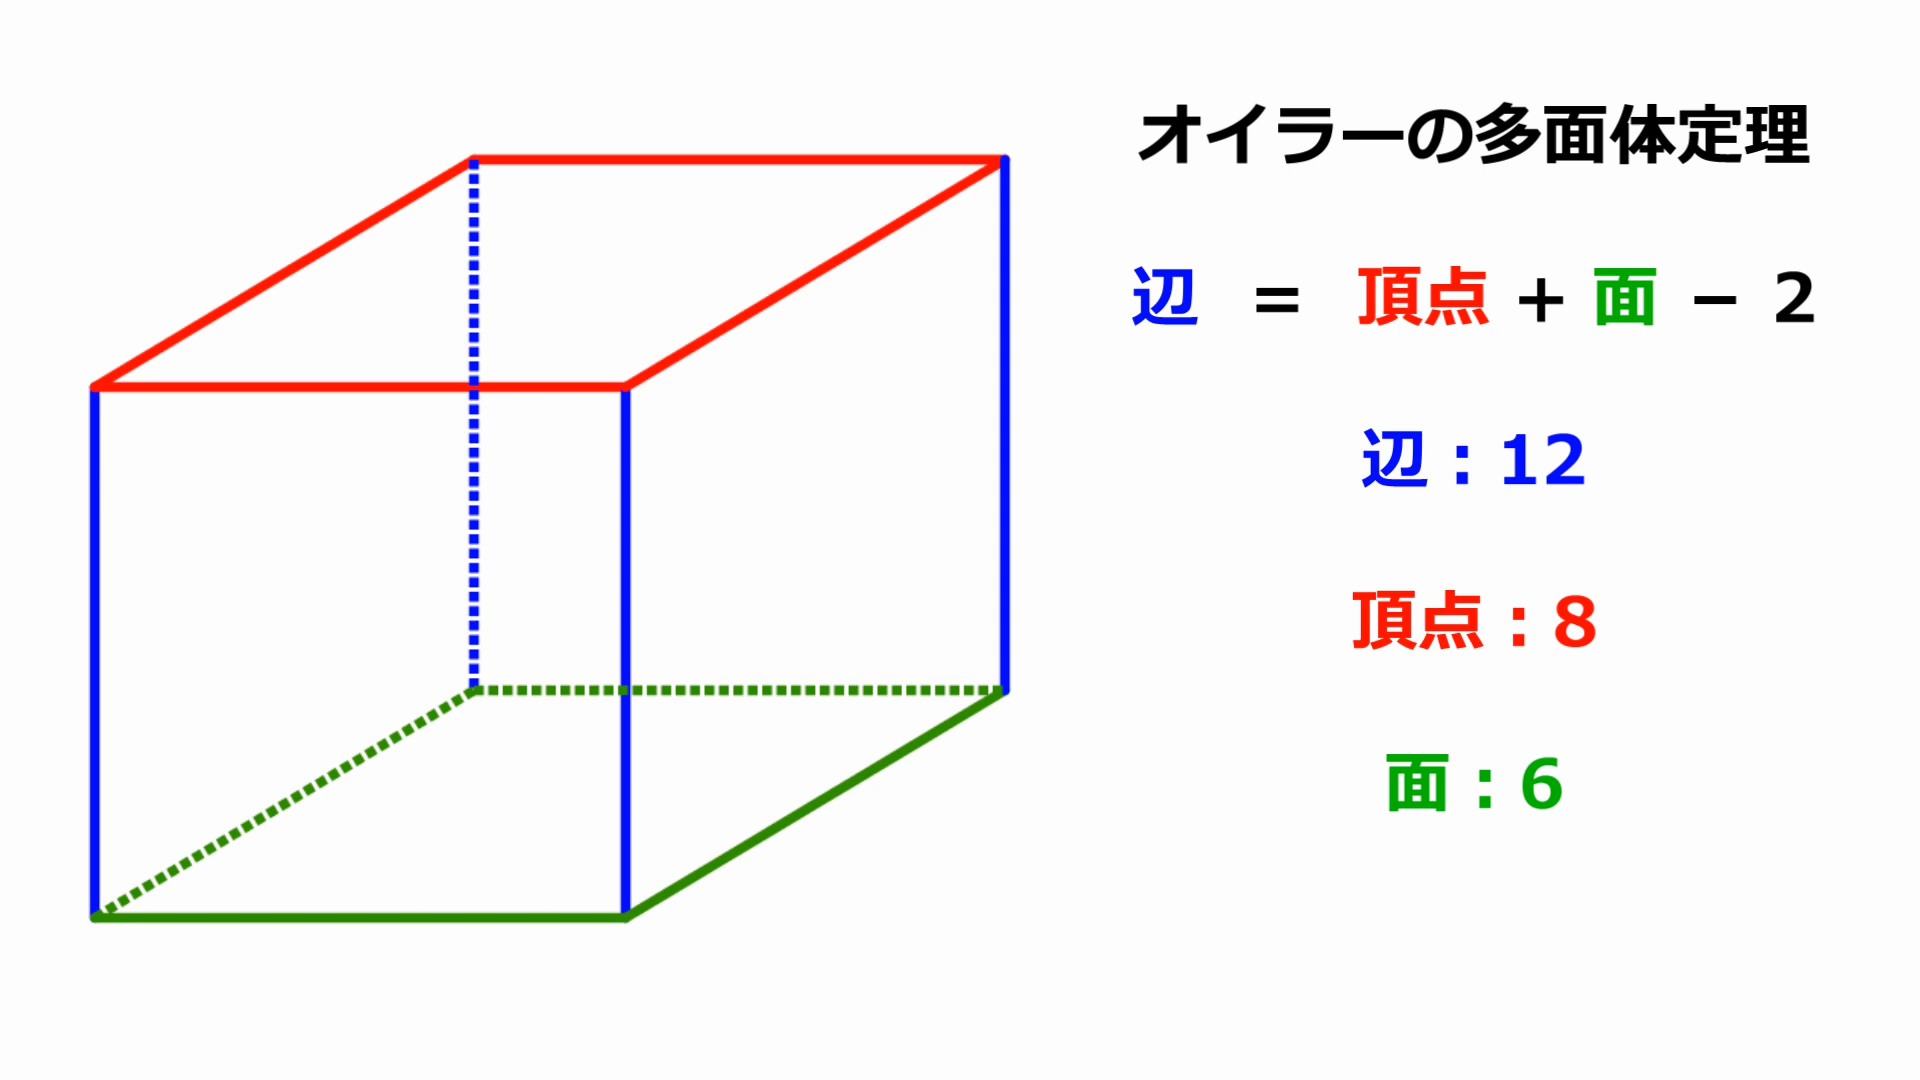 オイラーの多面体定理
辺 = 頂点 + 面 − 2
辺：12
頂点：8
面：6